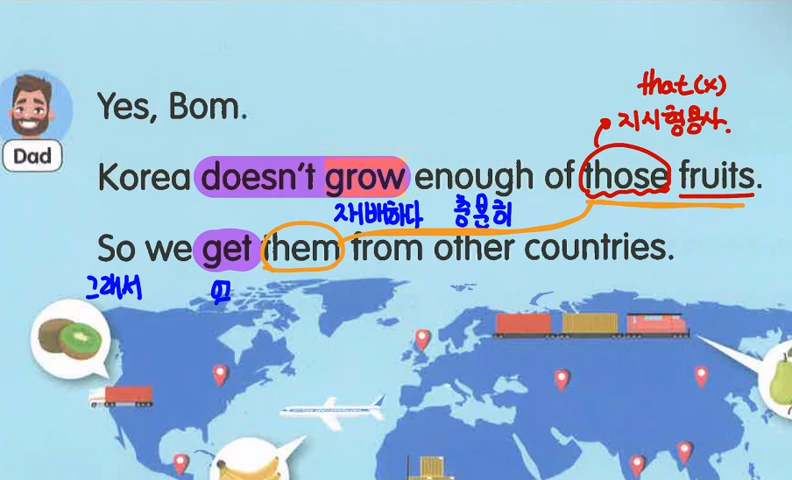 that (x)
지시형용사.
Yes, Bom.
Dad
Korea doesn't grow enough of those fruits.
재배하다 충분히
So we get them from other countries.
그래서